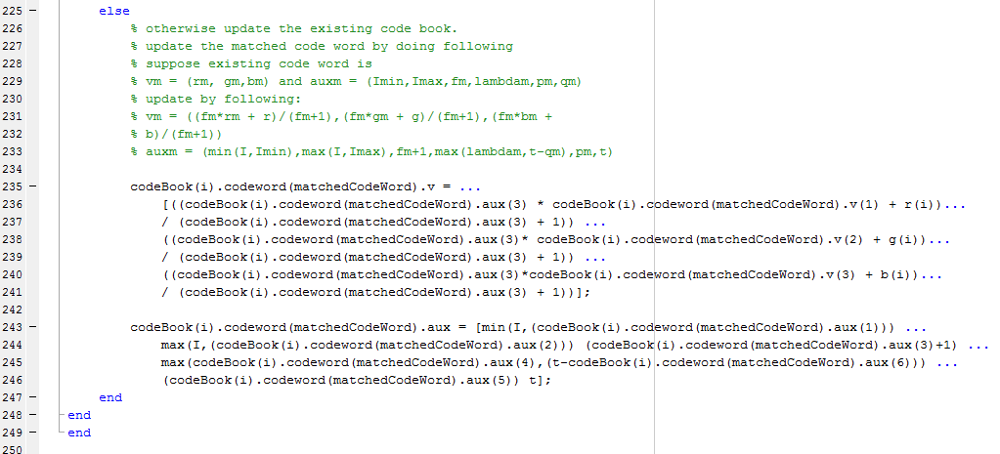 225 - else
226 % otherwise update the existing code book.
227 % update the matched code word by doing following
228 % suppose existing code word is
229 % vm = (rm, gm,bm) and auxm = (Imin,Imax,fm,lambdam,pm,qm)
230 % update by following:
231 % vm = ((fm*rm + r)/(fm+1),(fm*gm + g)/(fm+1),(fm*bm +
232 % b)/(fm+1))
233 % auxm = (min(I,Imin),max(I,Imax),fm+1,max(lambdam,t-qm),pm,t)
234
235 - codeBook(i).codeword(matchedCodeWord).v = ...
236 [((codeBook(i).codeword(matchedCodeWord).aux(3) * codeBook(i).codeword(matchedCodeWord).v(1) + r(i))...
237 / (codeBook(i).codeword(matchedCodeWord).aux(3) + 1)) ...
238 ((codeBook(i).codeword(matchedCodeWord).aux(3)* codeBook(i).codeword(matchedCodeWord).v(2) + g(i))...
239 / (codeBook(i).codeword(matchedCodeWord).aux(3) + 1)) ...
240 ((codeBook(i).codeword(matchedCodeWord).aux(3)*codeBook(i).codeword(matchedCodeWord).v(3) + b(i))...
241 / (codeBook(i).codeword(matchedCodeWord).aux(3) + 1))];
242
243 - codeBook(i).codeword(matchedCodeWord).aux = [min(I,(codeBook(i).codeword(matchedCodeWord).aux(1))) ...
244 max(I,(codeBook(i).codeword(matchedCodeWord).aux(2))) (codeBook(i).codeword(matchedCodeWord).aux(3)+1) ...
245 max(codeBook(i).codeword(matchedCodeWord).aux(4),(t-codeBook(i).codeword(matchedCodeWord).aux(6))) ...
246 (codeBook(i).codeword(matchedCodeWord).aux(5)) t];
247 - end
248 - end
249 - end
250